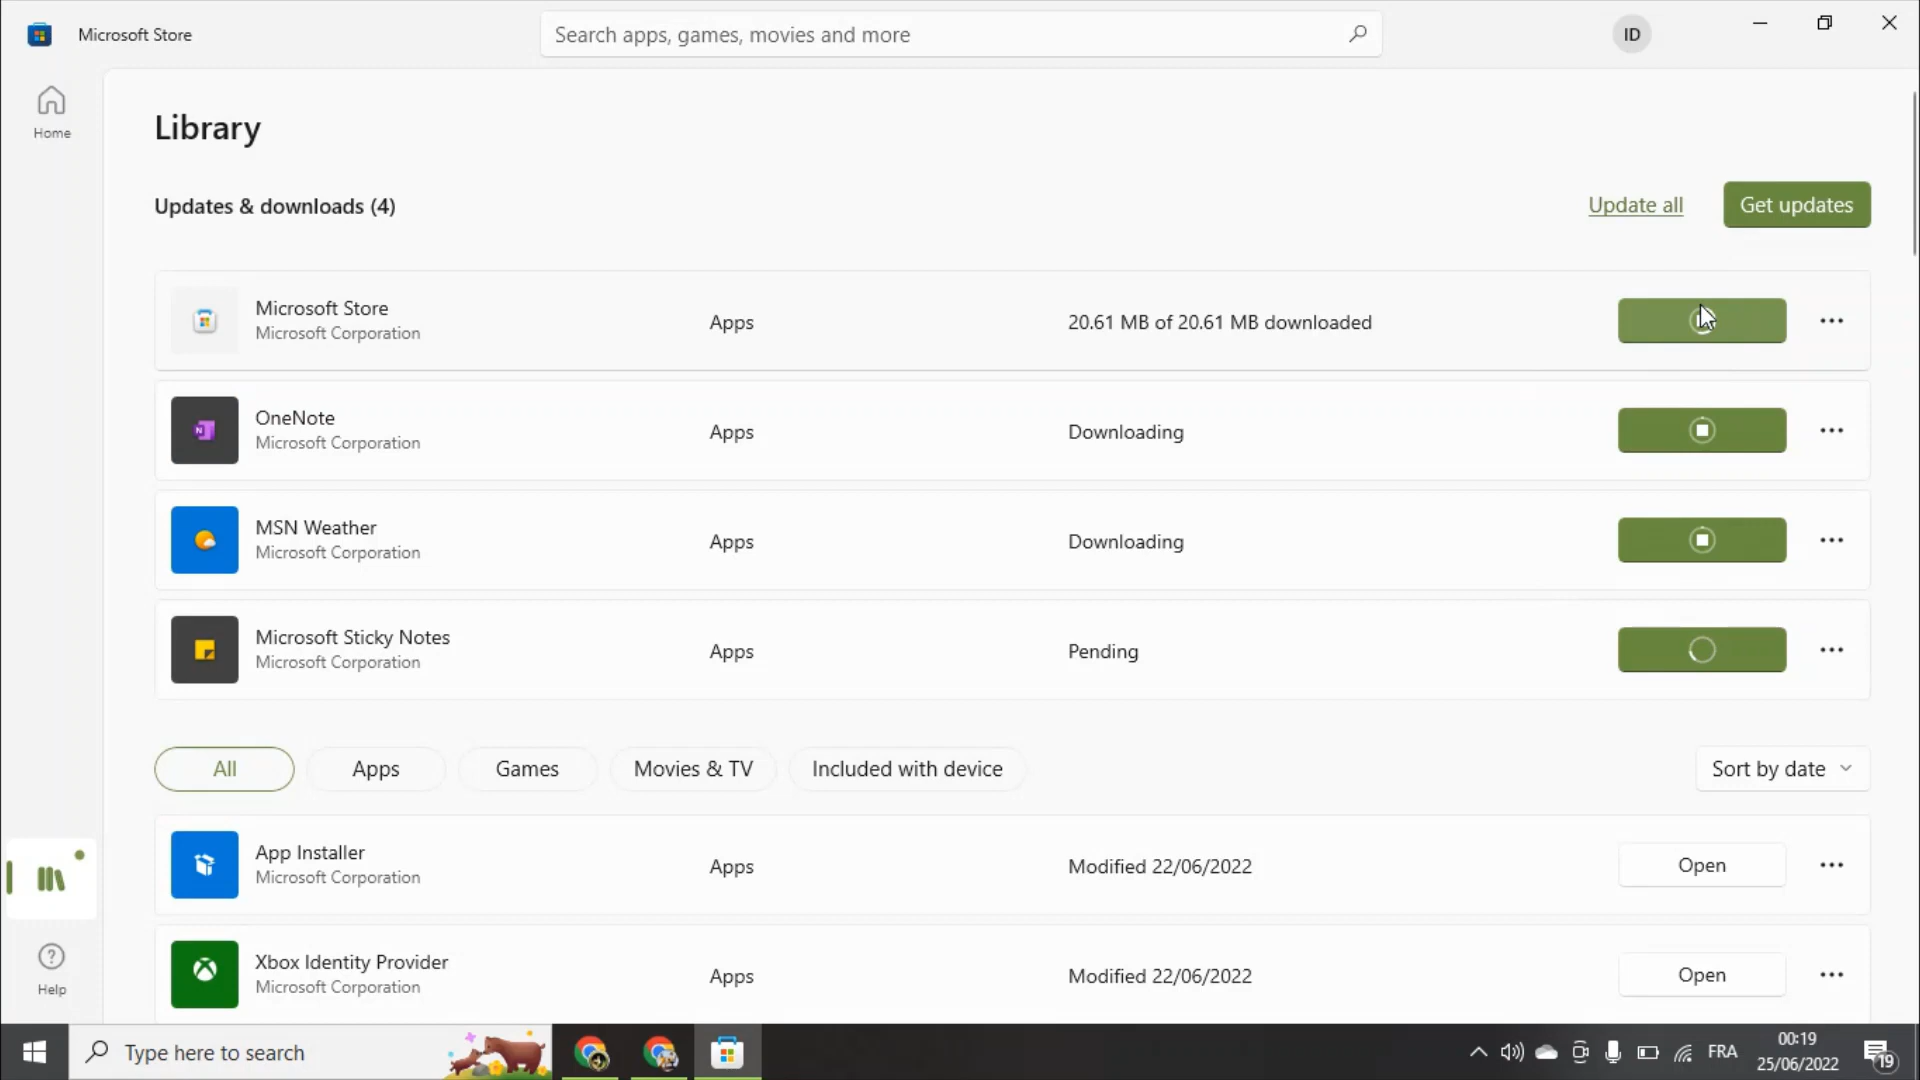 Microsoft Store
Search apps, games, movies and more
ID
Home
Library
Updates & downloads (4)
Update all
Get updates
Microsoft Store
Microsoft Corporation
Apps
20.61 MB of 20.61 MB downloaded
OneNote
Microsoft Corporation
Apps
Downloading
MSN Weather
Microsoft Corporation
Apps
Downloading
Microsoft Sticky Notes
Microsoft Corporation
Apps
Pending
All
Apps
Games
Movies & TV
Included with device
Sort by date
App Installer
Microsoft Corporation
Apps
Modified 22/06/2022
Open
Xbox Identity Provider
Microsoft Corporation
Apps
Modified 22/06/2022
Open
Help
Type here to search
FRA
00:19
25/06/2022
19